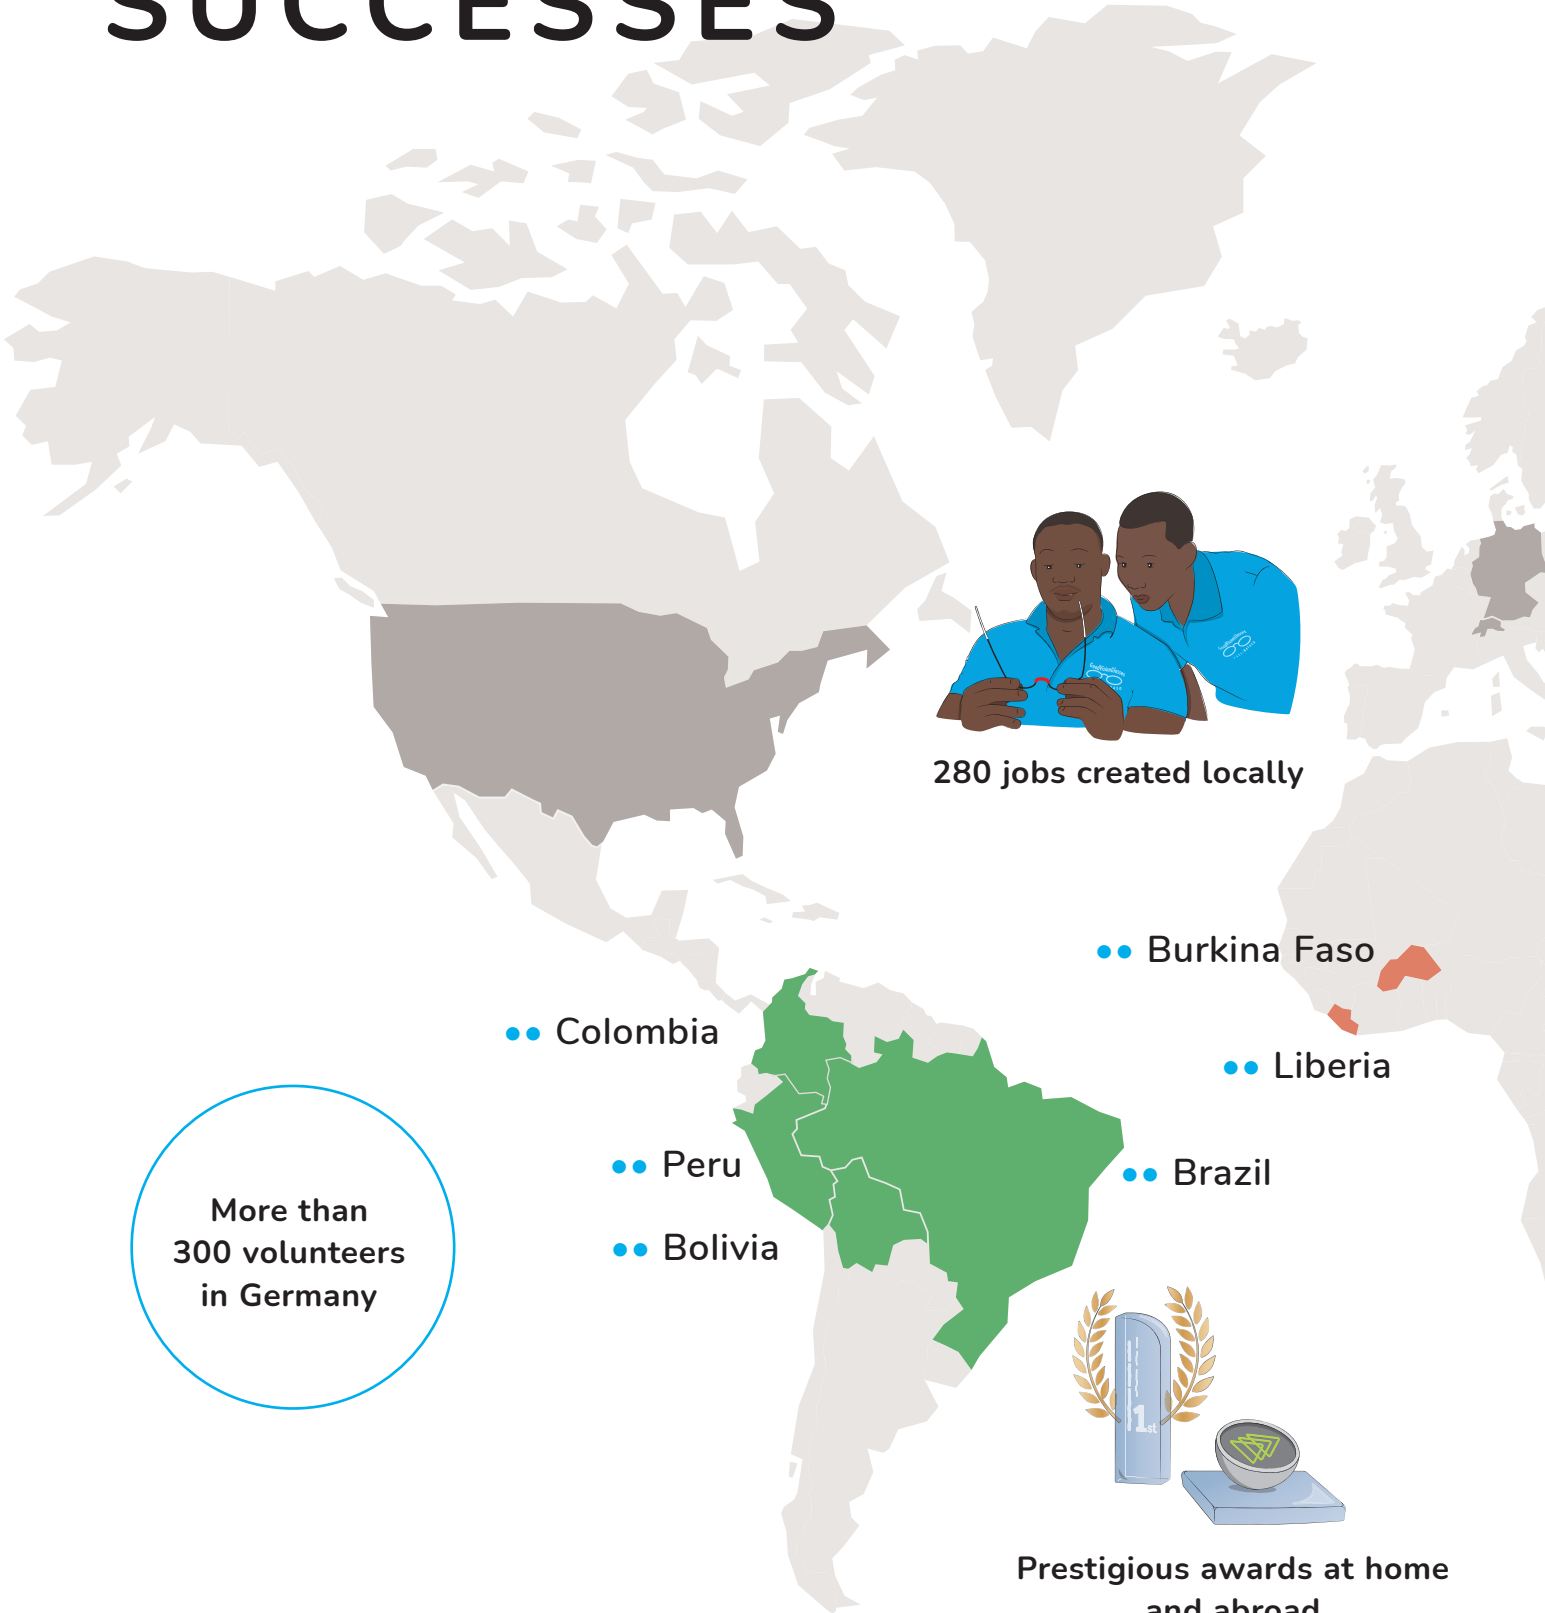 SUCCESSES
280 jobs created locally
Burkina Faso
Colombia
Liberia
Peru
Brazil
Bolivia
More than
300 volunteers
in Germany
1st
Prestigious awards at home
and abroad